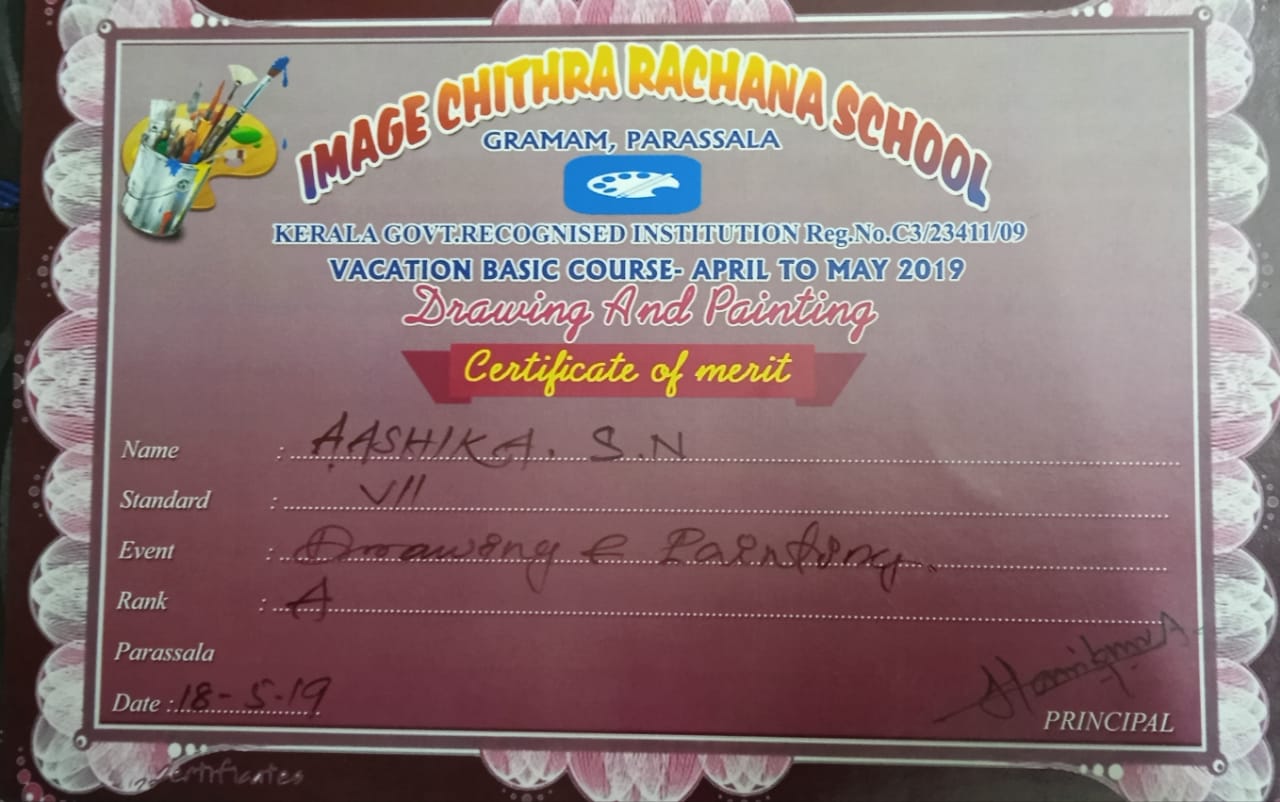 IMAGE CHITHRA RACHANA SCHOOL
GRAMAM, PARASSALA
KERALA GOVT.RECOGNISED INSTITUTION Reg.No.C3/23411/09
VACATION BASIC COURSE- APRIL TO MAY 2019
Drawing And Painting
Certificate of merit
Name : AASHIKA. S.N
Standard : VII
Event : Drawing & Painting.
Rank : A
Parassala
Date : 18-5-19
PRINCIPAL
certificates